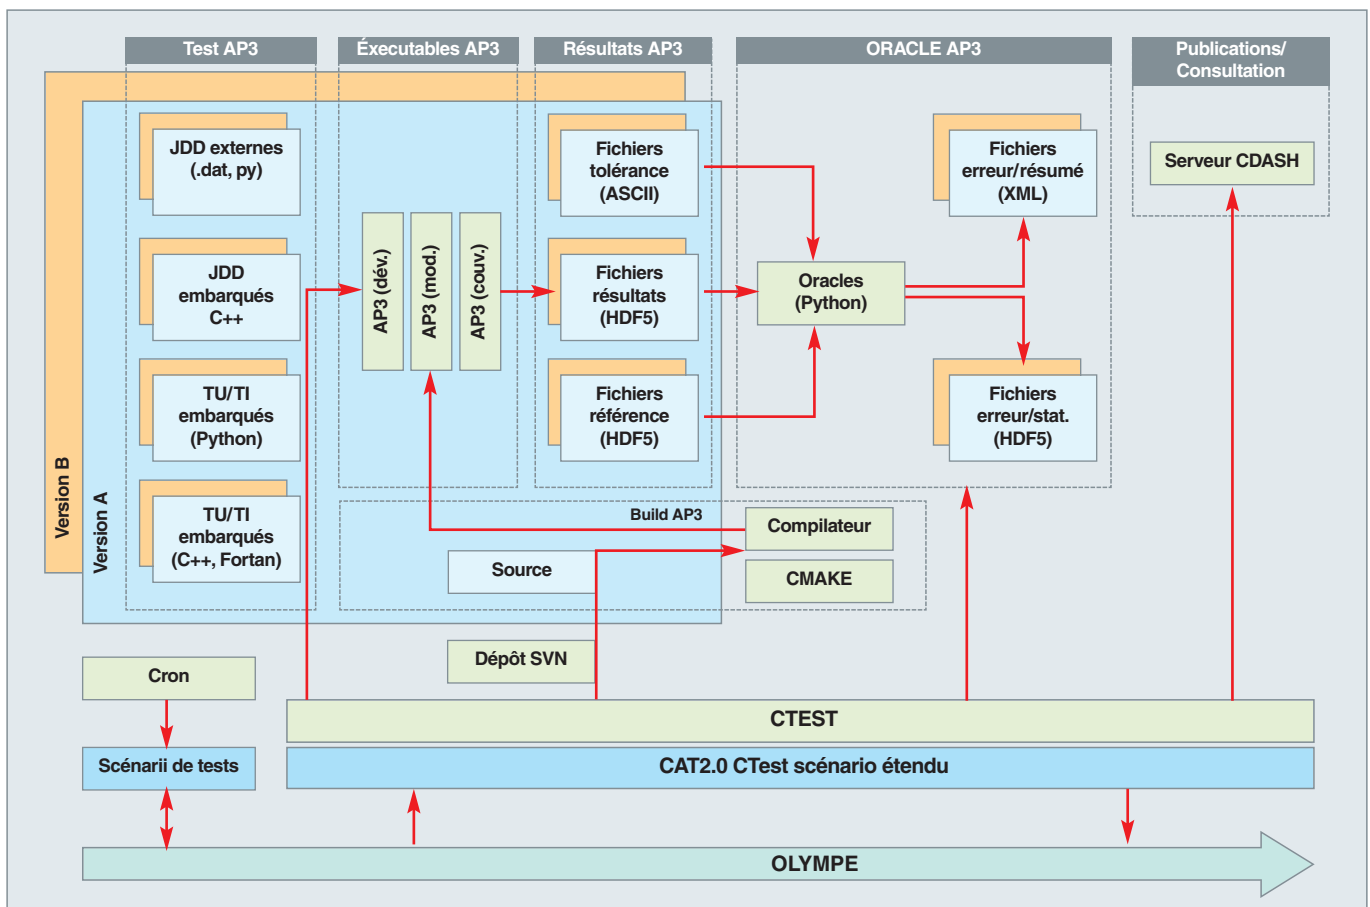 Test AP3
Éxecutables AP3
Résultats AP3
ORACLE AP3
Publications/
Consultation
JDD externes
(.dat, py)
JDD
embarqués
C++
TU/TI
embarqués
(Python)
TU/TI
embarqués
(C++, Fortan)
Version B
Version A
AP3 (dév.)
AP3 (mod.)
AP3 (couv.)
Fichiers
tolérance
(ASCII)
Fichiers
résultats
(HDF5)
Fichiers
référence
(HDF5)
Oracles
(Python)
Fichiers
erreur/résumé
(XML)
Fichiers
erreur/stat.
(HDF5)
Serveur CDASH
Build AP3
Compilateur
Source
CMAKE
Dépôt SVN
Cron
CTEST
Scénarii de tests
CAT2.0 CTest scénario étendu
OLYMPE